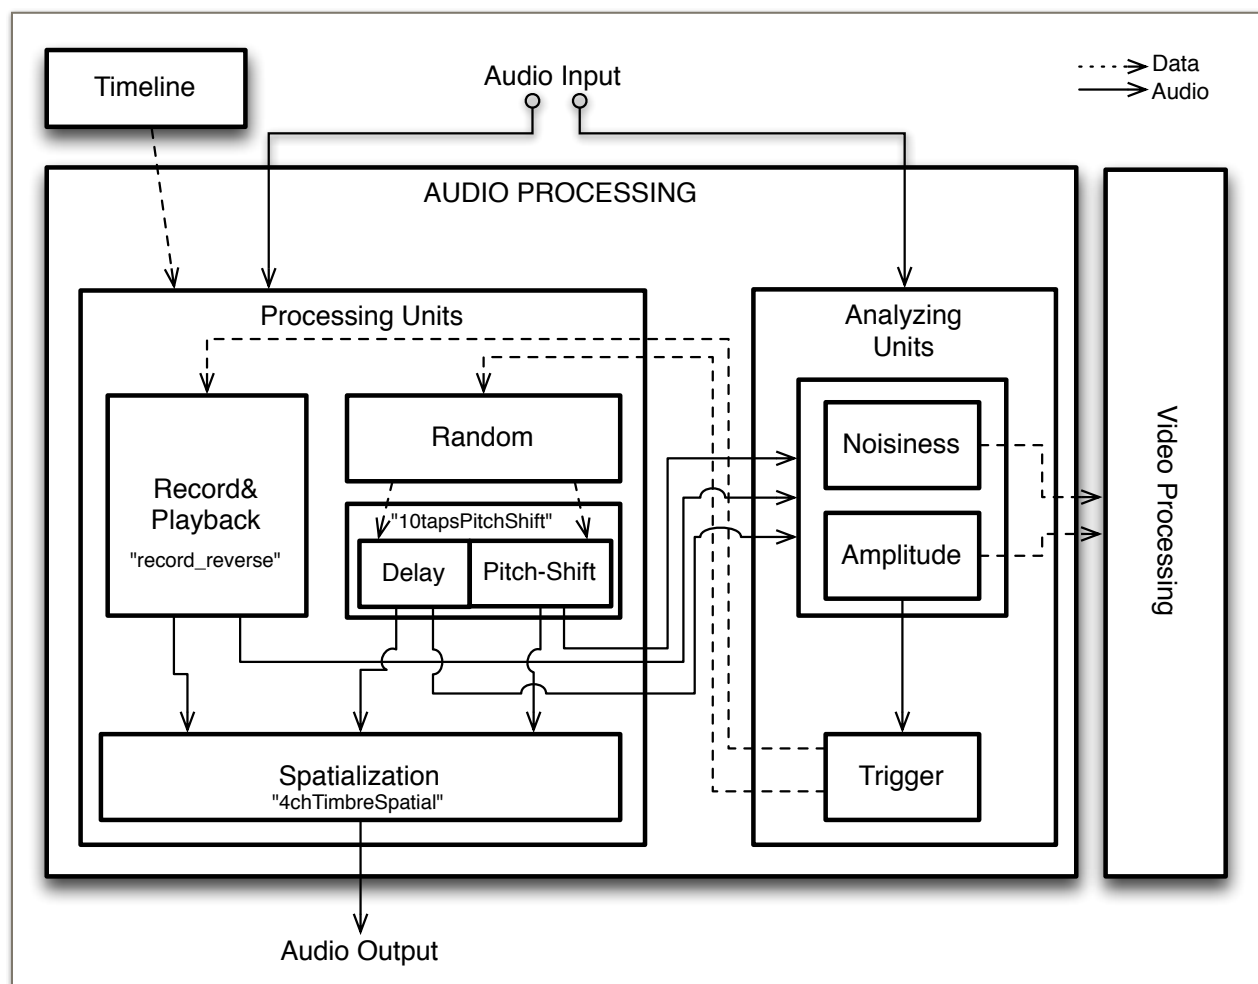 Timeline
Audio Input
Data
Audio
AUDIO PROCESSING
Processing Units
Analyzing
Units
Record&
Playback
"record_reverse"
Random
"10tapsPitchShift"
Delay
Pitch-Shift
Noisiness
Amplitude
Trigger
Spatialization
"4chTimbreSpatial"
Video Processing
Audio Output